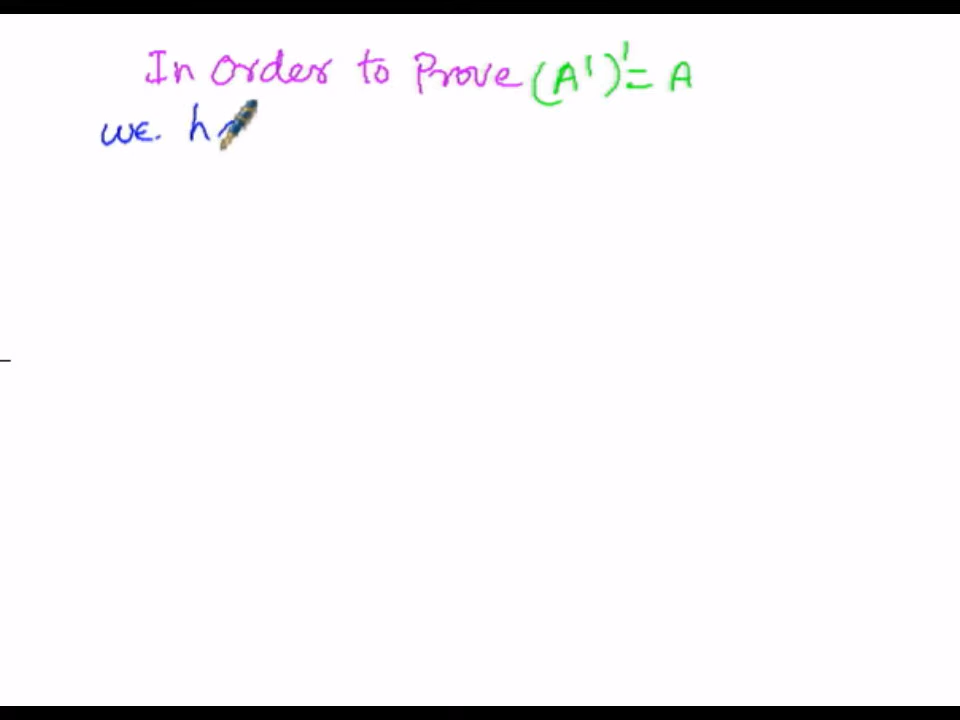 In Order to Prove (A')' = A
we. h